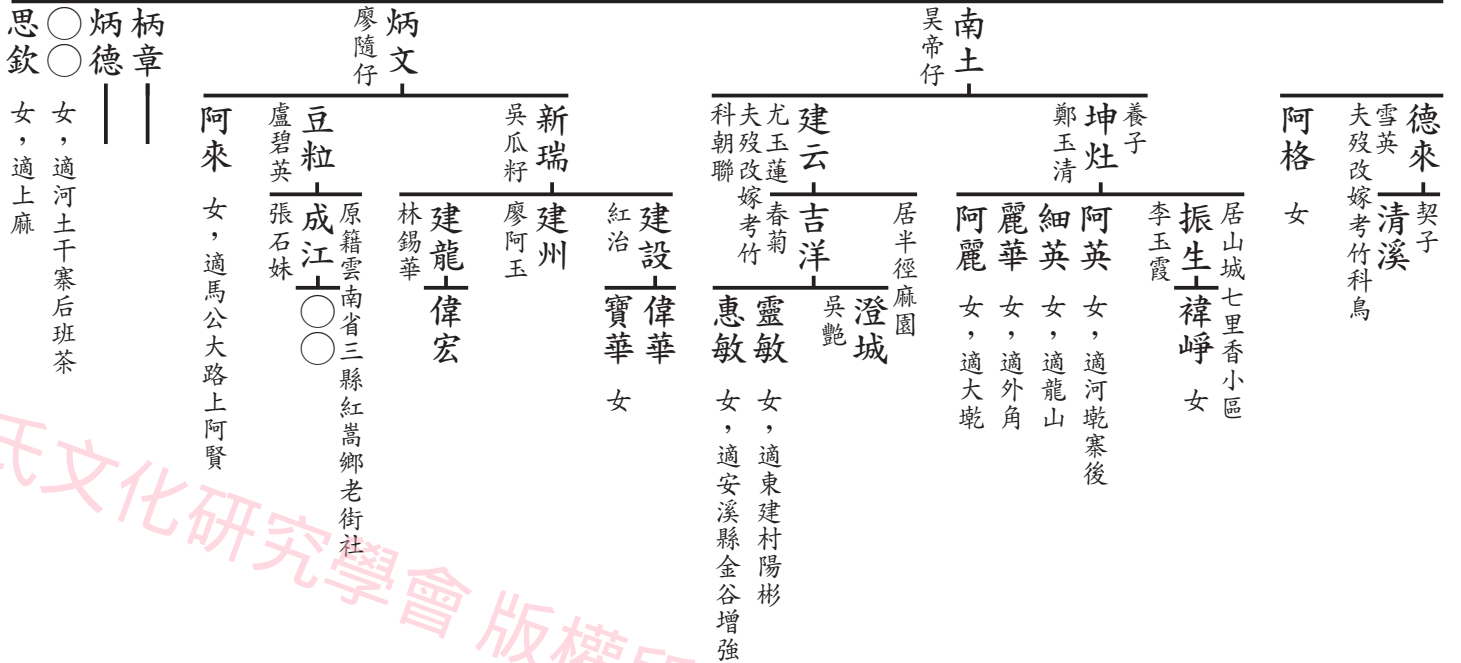 德來
雪英
夫歿改嫁考竹科鳥
契子
清溪
阿格 女
南土
昊帝仔
養子
坤灶
鄭玉清
居山城七里香小區
振生
李玉霞
禕崢 女
阿英 女，適河乾寨後
細英 女，適龍山
麗華 女，適外角
阿麗 女，適大乾
建云
尤玉蓮
夫歿改嫁考竹
科朝聯
居半徑麻園
吉洋
春菊
澄城
吳艷
靈敏 女，適東建村陽彬
惠敏 女，適安溪縣金谷增強
炳文
廖隨仔
新瑞
吳瓜籽
建設
紅治
偉華
寶華 女
建州
廖阿玉
建龍
林錫華
偉宏
豆粒
盧碧英
原籍雲南省三縣紅嵩鄉老街社
成江
張石妹
〇〇
阿來 女，適馬公大路上阿賢
柄章
炳德
〇〇 女，適河土干寨后班茶
思欽 女，適上麻
氏文化研究學會 版權所